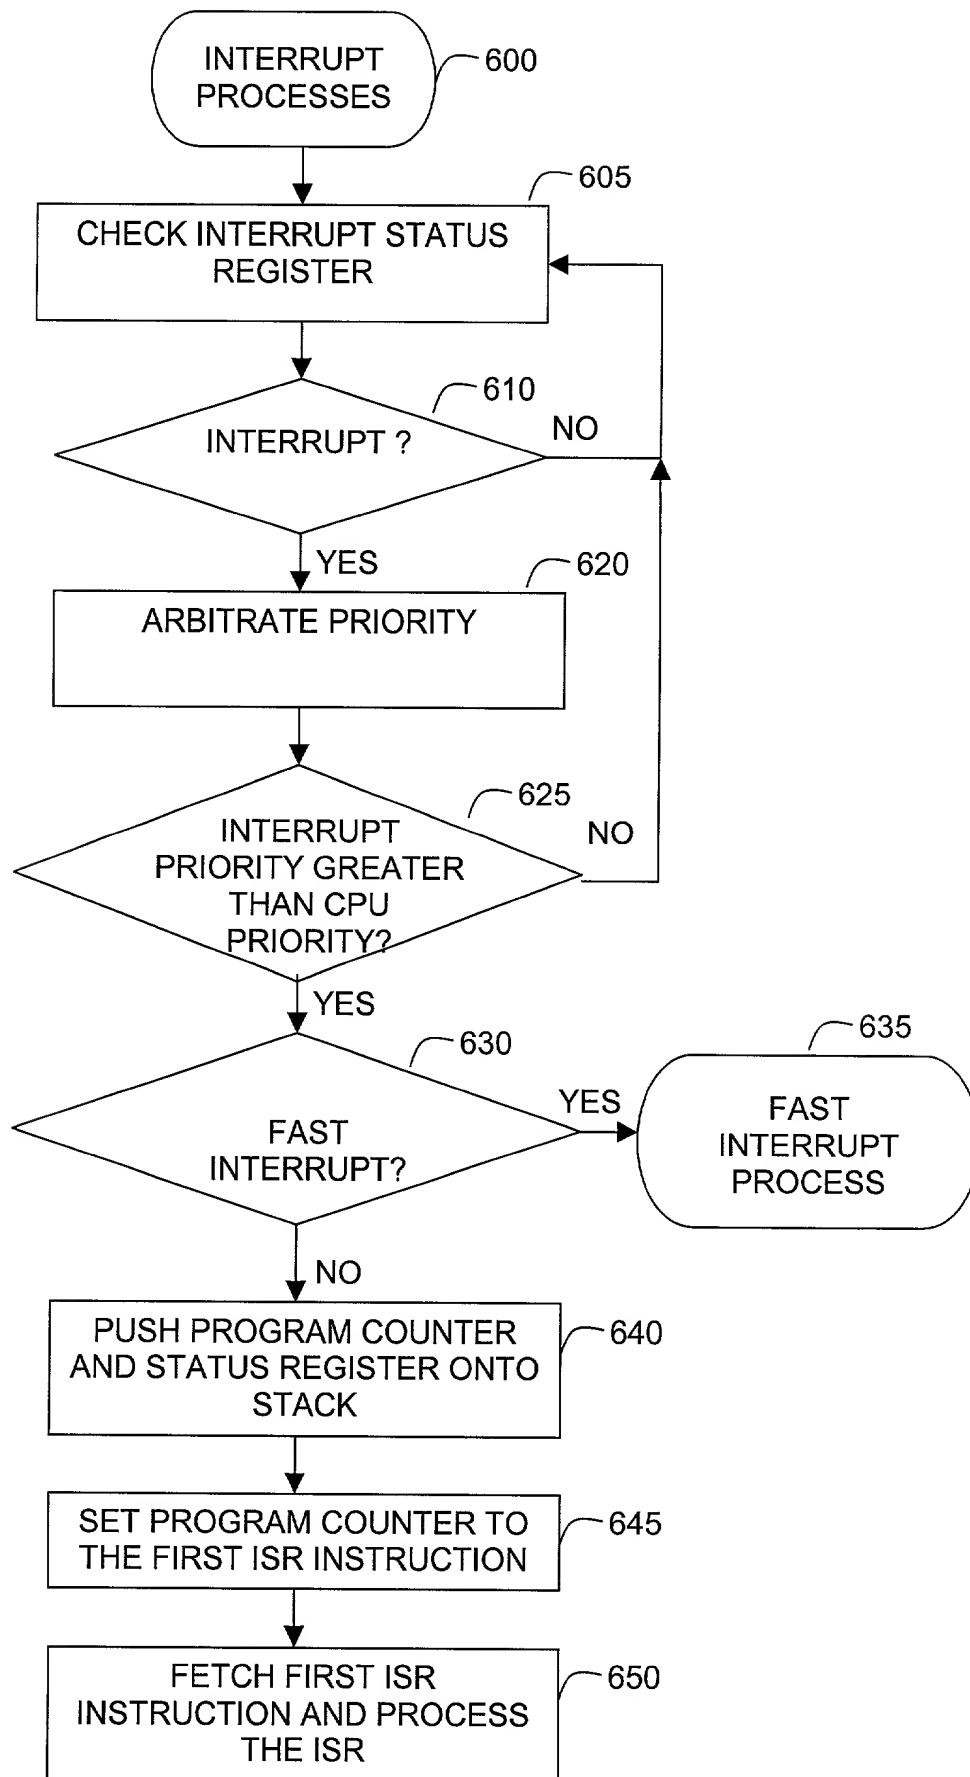 INTERRUPT
PROCESSES
600
605
CHECK INTERRUPT STATUS
REGISTER
610
INTERRUPT ?
NO
YES
620
ARBITRATE PRIORITY
625
INTERRUPT
PRIORITY GREATER
THAN CPU
PRIORITY?
NO
YES
630
635
FAST
INTERRUPT?
YES
FAST
INTERRUPT
PROCESS
NO
PUSH PROGRAM COUNTER
AND STATUS REGISTER ONTO
STACK
640
SET PROGRAM COUNTER TO
THE FIRST ISR INSTRUCTION
645
FETCH FIRST ISR
INSTRUCTION AND PROCESS
THE ISR
650